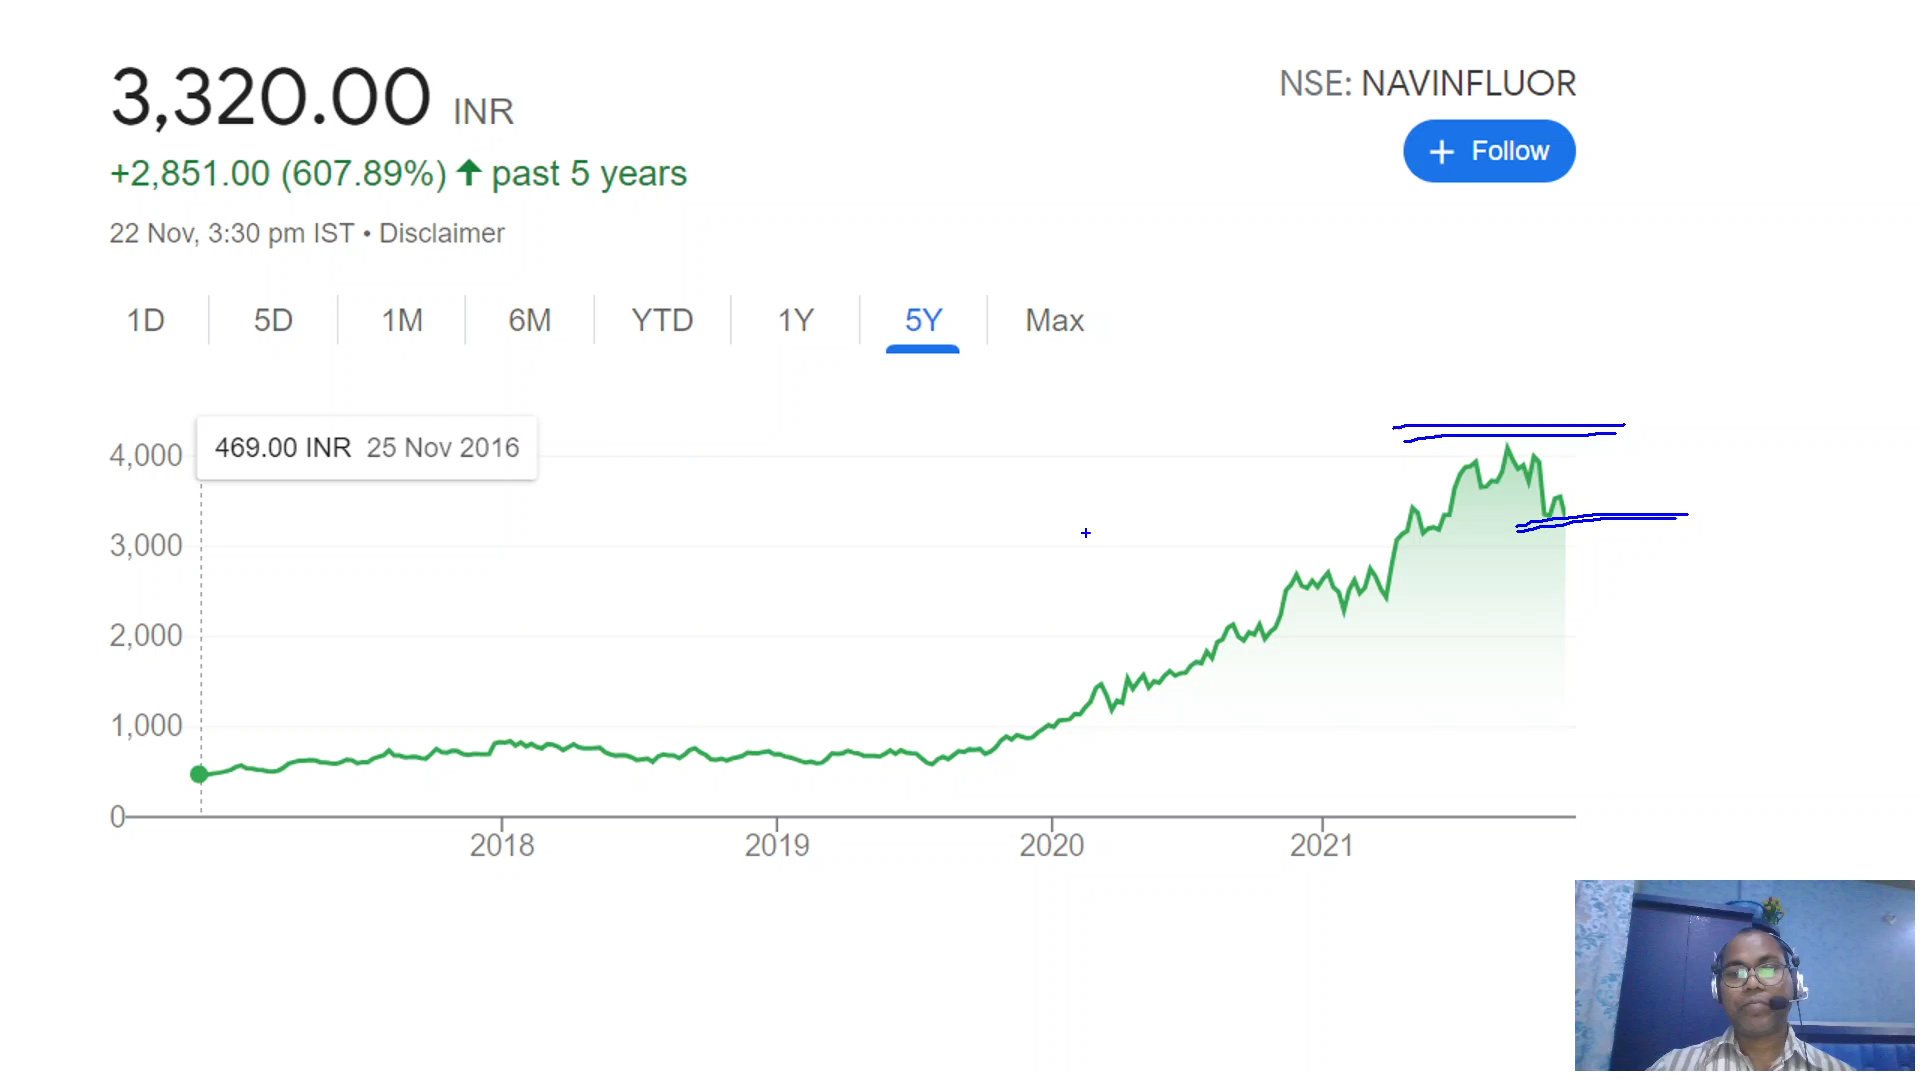 3,320.00 INR
NSE: NAVINFLUOR
+ Follow
+2,851.00 (607.89%) ↑ past 5 years
22 Nov, 3:30 pm IST • Disclaimer
1D 5D 1M 6M YTD 1Y 5Y Max
469.00 INR 25 Nov 2016
4,000
3,000
2,000
1,000
0
2018 2019 2020 2021